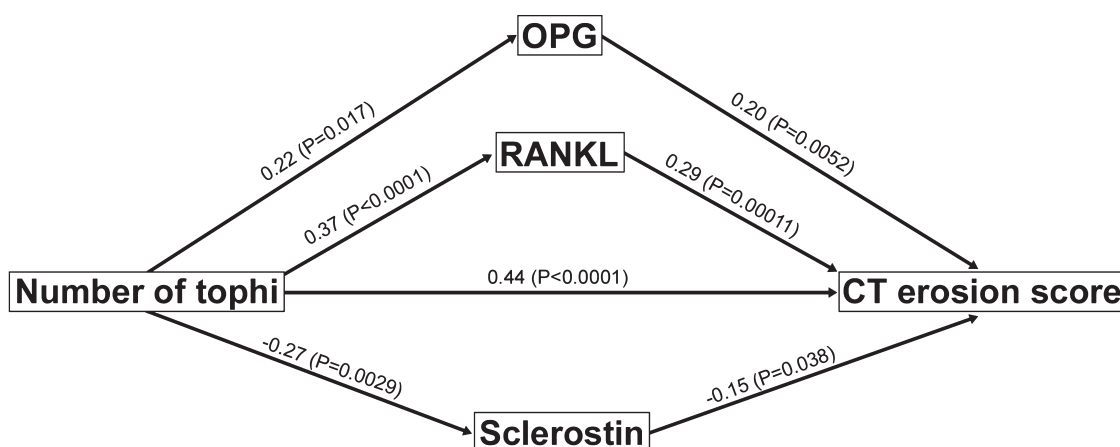 OPG
0.22 (P=0.017)
0.20 (P=0.0052)
RANKL
0.37 (P<0.0001)
0.29 (P=0.00011)
Number of tophi
0.44 (P<0.0001)
CT erosion score
-0.27 (P=0.0029)
-0.15 (P=0.038)
Sclerostin